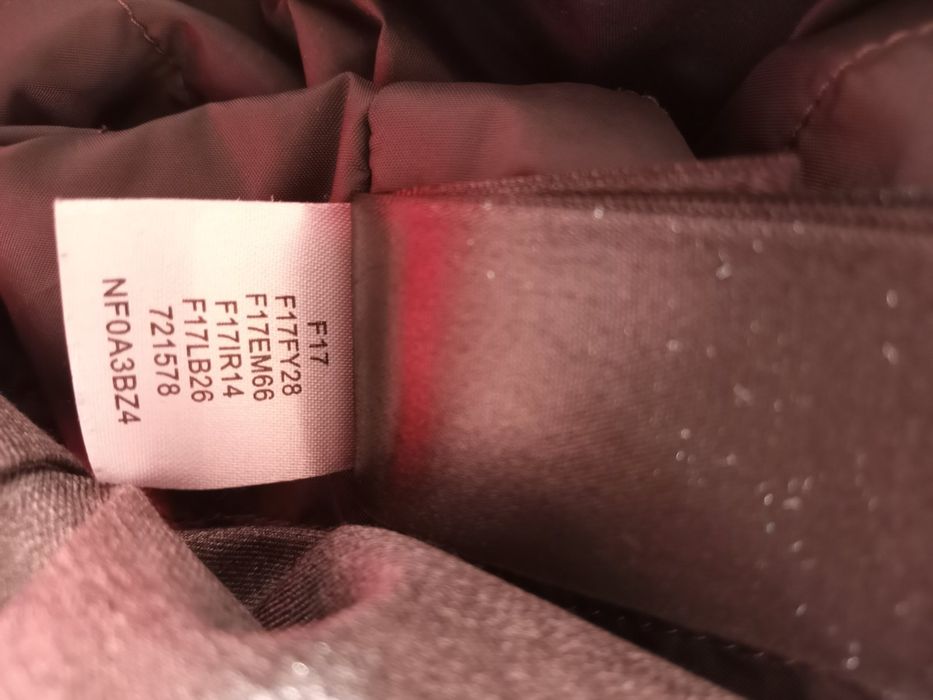 F17
F17FY28
F17EM66
F17IR14
F17LB26
721578
NF0A3BZ4